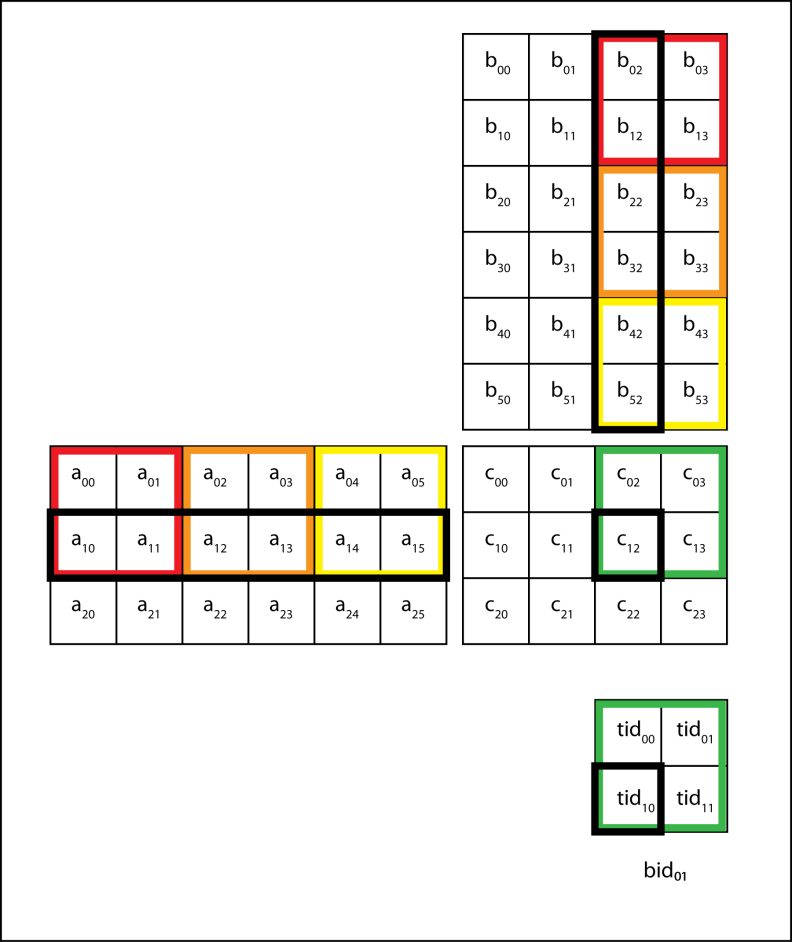 b00 b01 b02 b03
b10 b11 b12 b13
b20 b21 b22 b23
b30 b31 b32 b33
b40 b41 b42 b43
b50 b51 b52 b53
a00 a01 a02 a03 a04 a05 c00 c01 c02 c03
a10 a11 a12 a13 a14 a15 c10 c11 c12 c13
a20 a21 a22 a23 a24 a25 c20 c21 c22 c23
tid00 tid01
tid10 tid11
bid01